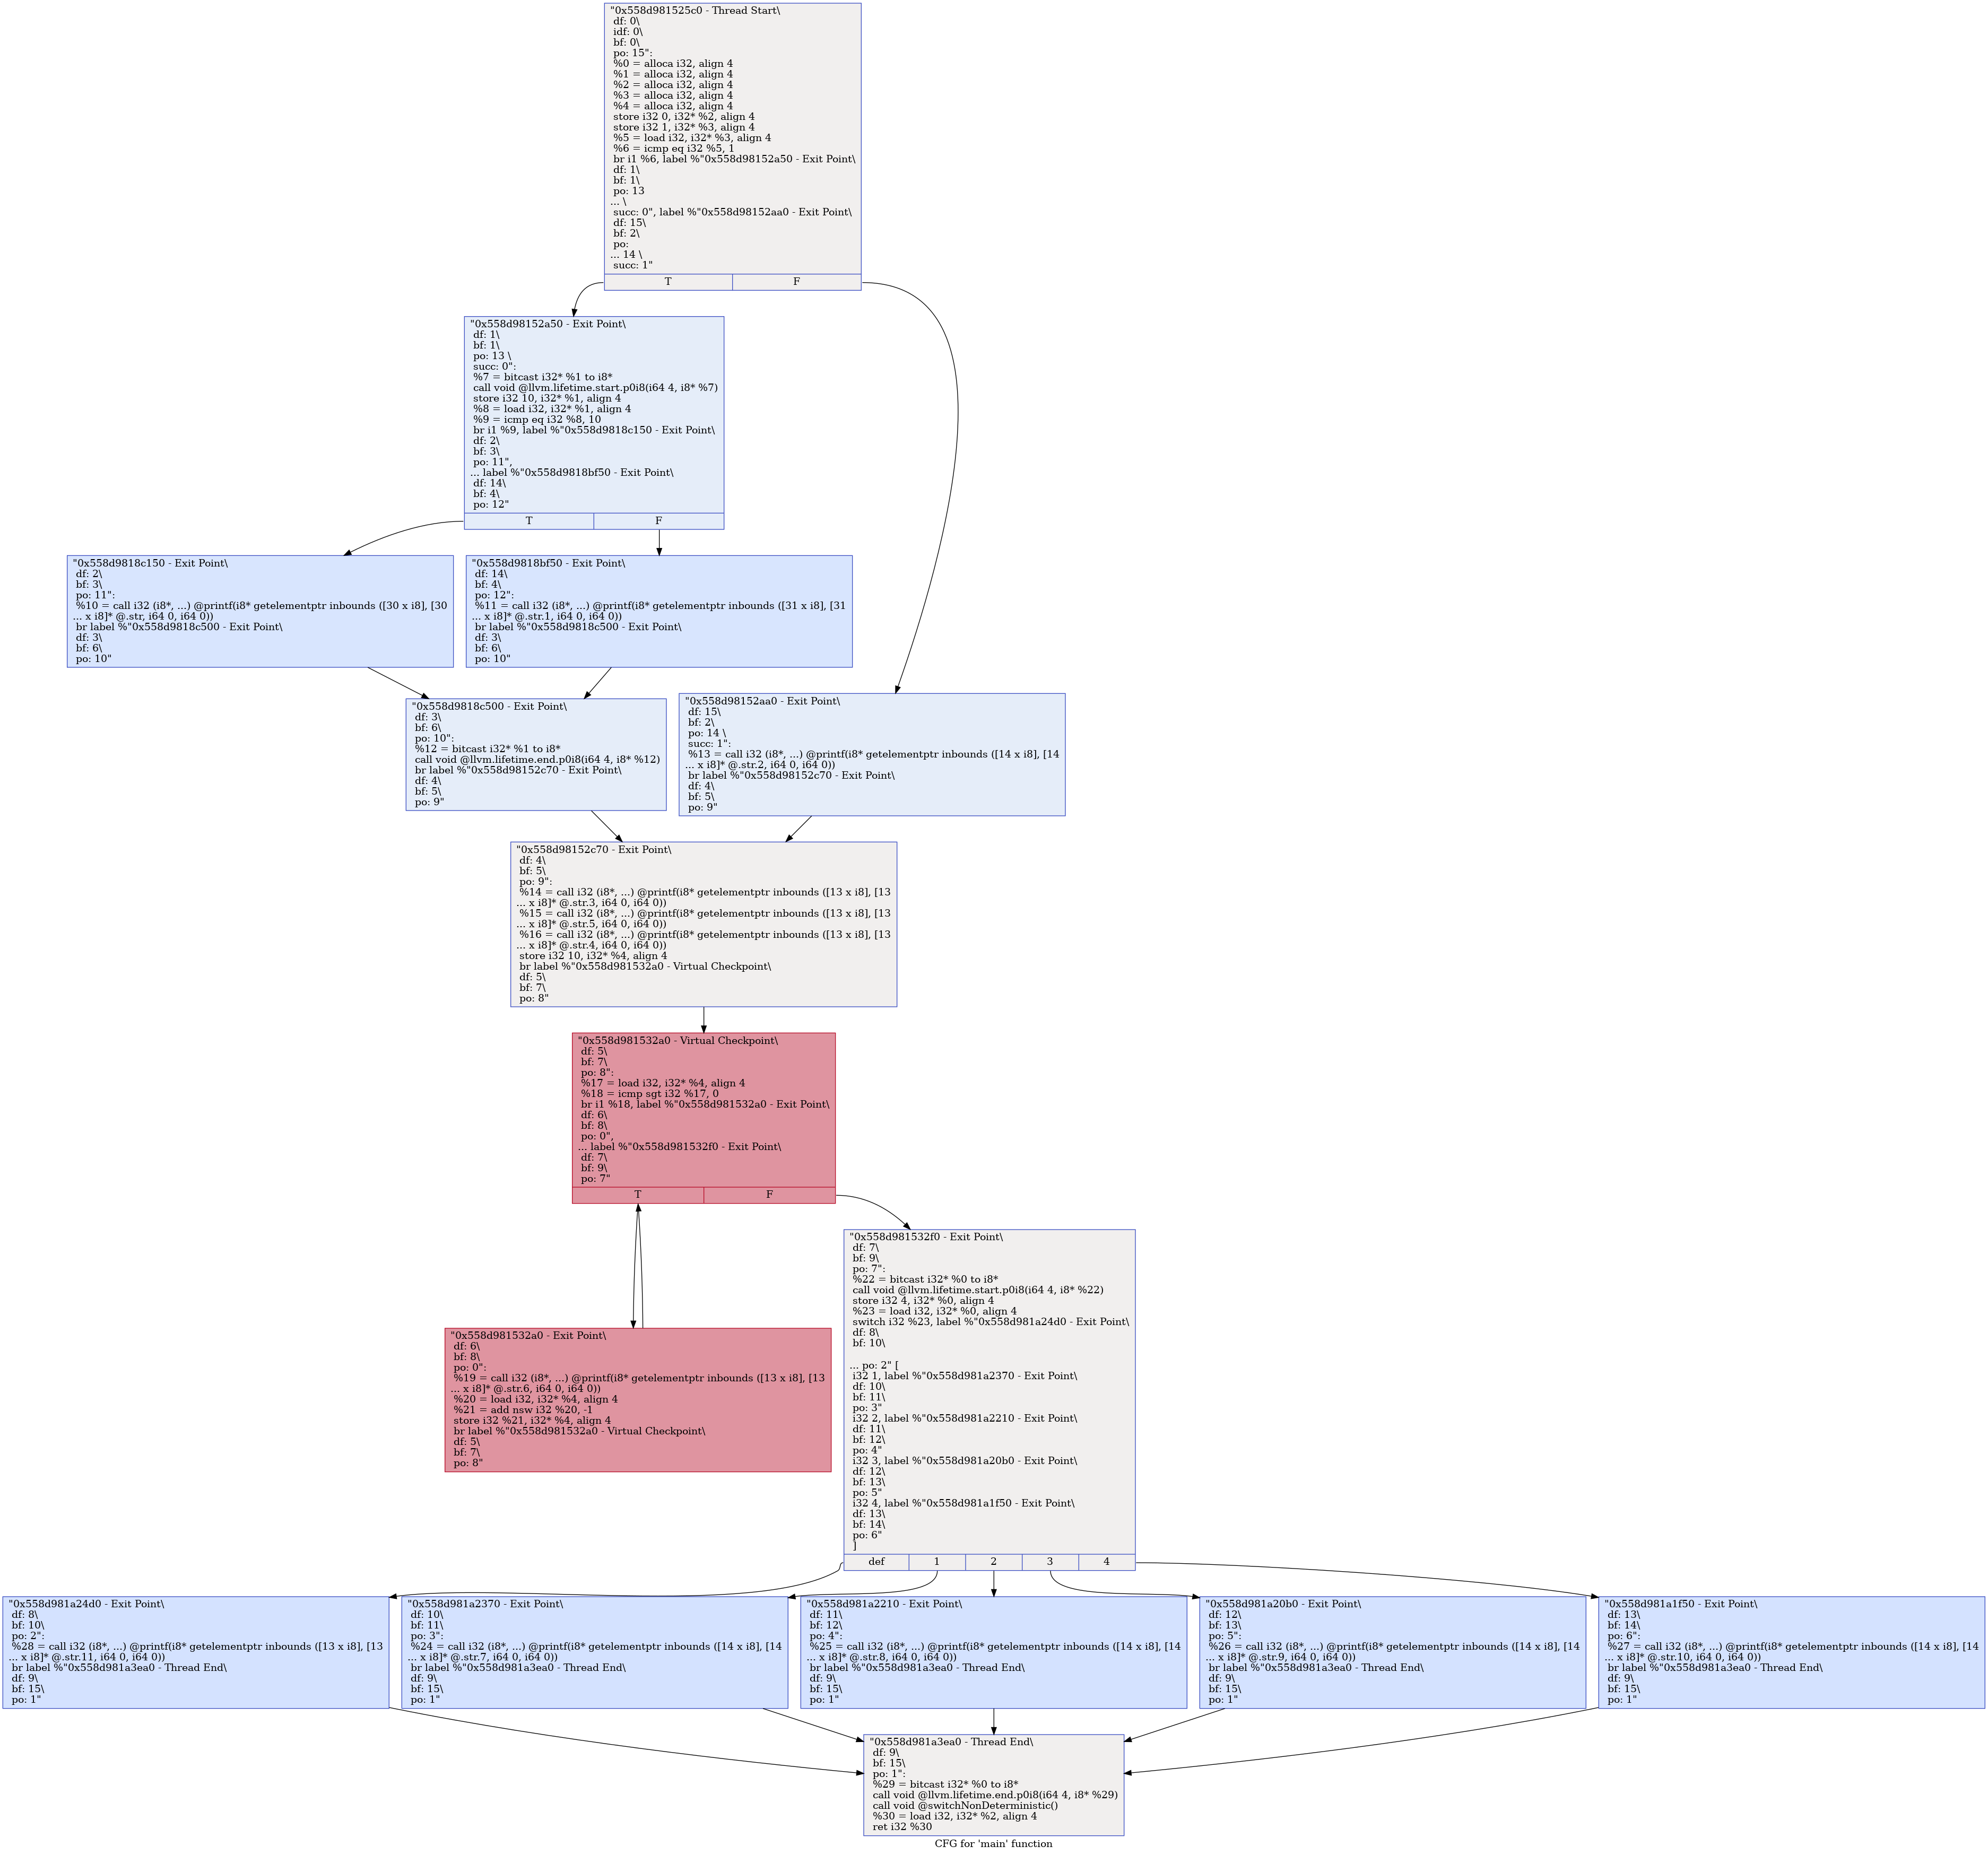 "0x558d981525c0 - Thread Start\
df: 0\
idf: 0\
bf: 0\
po: 15":
%0 = alloca i32, align 4
%1 = alloca i32, align 4
%2 = alloca i32, align 4
%3 = alloca i32, align 4
%4 = alloca i32, align 4
store i32 0, i32* %2, align 4
store i32 1, i32* %3, align 4
%5 = load i32, i32* %3, align 4
%6 = icmp eq i32 %5, 1
br i1 %6, label %"0x558d98152a50 - Exit Point\
df: 1\
bf: 1\
po: 13
... \
succ: 0", label %"0x558d98152aa0 - Exit Point\
df: 15\
bf: 2\
po:
... 14 \
succ: 1"
T F
"0x558d98152a50 - Exit Point\
df: 1\
bf: 1\
po: 13 \
succ: 0":
%7 = bitcast i32* %1 to i8*
call void @llvm.lifetime.start.p0i8(i64 4, i8* %7)
store i32 10, i32* %1, align 4
%8 = load i32, i32* %1, align 4
%9 = icmp eq i32 %8, 10
br i1 %9, label %"0x558d9818c150 - Exit Point\
df: 2\
bf: 3\
po: 11",
... label %"0x558d9818bf50 - Exit Point\
df: 14\
bf: 4\
po: 12"
T F
"0x558d9818c150 - Exit Point\
df: 2\
bf: 3\
po: 11":
%10 = call i32 (i8*, ...) @printf(i8* getelementptr inbounds ([30 x i8], [30
... x i8]* @.str, i64 0, i64 0))
br label %"0x558d9818c500 - Exit Point\
df: 3\
bf: 6\
po: 10"
"0x558d9818bf50 - Exit Point\
df: 14\
bf: 4\
po: 12":
%11 = call i32 (i8*, ...) @printf(i8* getelementptr inbounds ([31 x i8], [31
... x i8]* @.str.1, i64 0, i64 0))
br label %"0x558d9818c500 - Exit Point\
df: 3\
bf: 6\
po: 10"
"0x558d9818c500 - Exit Point\
df: 3\
bf: 6\
po: 10":
%12 = bitcast i32* %1 to i8*
call void @llvm.lifetime.end.p0i8(i64 4, i8* %12)
br label %"0x558d98152c70 - Exit Point\
df: 4\
bf: 5\
po: 9"
"0x558d98152aa0 - Exit Point\
df: 15\
bf: 2\
po: 14 \
succ: 1":
%13 = call i32 (i8*, ...) @printf(i8* getelementptr inbounds ([14 x i8], [14
... x i8]* @.str.2, i64 0, i64 0))
br label %"0x558d98152c70 - Exit Point\
df: 4\
bf: 5\
po: 9"
"0x558d98152c70 - Exit Point\
df: 4\
bf: 5\
po: 9":
%14 = call i32 (i8*, ...) @printf(i8* getelementptr inbounds ([13 x i8], [13
... x i8]* @.str.3, i64 0, i64 0))
%15 = call i32 (i8*, ...) @printf(i8* getelementptr inbounds ([13 x i8], [13
... x i8]* @.str.5, i64 0, i64 0))
%16 = call i32 (i8*, ...) @printf(i8* getelementptr inbounds ([13 x i8], [13
... x i8]* @.str.4, i64 0, i64 0))
store i32 10, i32* %4, align 4
br label %"0x558d981532a0 - Virtual Checkpoint\
df: 5\
bf: 7\
po: 8"
"0x558d981532a0 - Virtual Checkpoint\
df: 5\
bf: 7\
po: 8":
%17 = load i32, i32* %4, align 4
%18 = icmp sgt i32 %17, 0
br i1 %18, label %"0x558d981532a0 - Exit Point\
df: 6\
bf: 8\
po: 0",
... label %"0x558d981532f0 - Exit Point\
df: 7\
bf: 9\
po: 7"
T F
"0x558d981532a0 - Exit Point\
df: 6\
bf: 8\
po: 0":
%19 = call i32 (i8*, ...) @printf(i8* getelementptr inbounds ([13 x i8], [13
... x i8]* @.str.6, i64 0, i64 0))
%20 = load i32, i32* %4, align 4
%21 = add nsw i32 %20, -1
store i32 %21, i32* %4, align 4
br label %"0x558d981532a0 - Virtual Checkpoint\
df: 5\
bf: 7\
po: 8"
"0x558d981532f0 - Exit Point\
df: 7\
bf: 9\
po: 7":
%22 = bitcast i32* %0 to i8*
call void @llvm.lifetime.start.p0i8(i64 4, i8* %22)
store i32 4, i32* %0, align 4
%23 = load i32, i32* %0, align 4
switch i32 %23, label %"0x558d981a24d0 - Exit Point\
df: 8\
bf: 10\
... po: 2" [
i32 1, label %"0x558d981a2370 - Exit Point\
df: 10\
bf: 11\
po: 3"
i32 2, label %"0x558d981a2210 - Exit Point\
df: 11\
bf: 12\
po: 4"
i32 3, label %"0x558d981a20b0 - Exit Point\
df: 12\
bf: 13\
po: 5"
i32 4, label %"0x558d981a1f50 - Exit Point\
df: 13\
bf: 14\
po: 6"
]
def 1 2 3 4
"0x558d981a24d0 - Exit Point\
df: 8\
bf: 10\
po: 2":
%28 = call i32 (i8*, ...) @printf(i8* getelementptr inbounds ([13 x i8], [13
... x i8]* @.str.11, i64 0, i64 0))
br label %"0x558d981a3ea0 - Thread End\
df: 9\
bf: 15\
po: 1"
"0x558d981a2370 - Exit Point\
df: 10\
bf: 11\
po: 3":
%24 = call i32 (i8*, ...) @printf(i8* getelementptr inbounds ([14 x i8], [14
... x i8]* @.str.7, i64 0, i64 0))
br label %"0x558d981a3ea0 - Thread End\
df: 9\
bf: 15\
po: 1"
"0x558d981a2210 - Exit Point\
df: 11\
bf: 12\
po: 4":
%25 = call i32 (i8*, ...) @printf(i8* getelementptr inbounds ([14 x i8], [14
... x i8]* @.str.8, i64 0, i64 0))
br label %"0x558d981a3ea0 - Thread End\
df: 9\
bf: 15\
po: 1"
"0x558d981a20b0 - Exit Point\
df: 12\
bf: 13\
po: 5":
%26 = call i32 (i8*, ...) @printf(i8* getelementptr inbounds ([14 x i8], [14
... x i8]* @.str.9, i64 0, i64 0))
br label %"0x558d981a3ea0 - Thread End\
df: 9\
bf: 15\
po: 1"
"0x558d981a1f50 - Exit Point\
df: 13\
bf: 14\
po: 6":
%27 = call i32 (i8*, ...) @printf(i8* getelementptr inbounds ([14 x i8], [14
... x i8]* @.str.10, i64 0, i64 0))
br label %"0x558d981a3ea0 - Thread End\
df: 9\
bf: 15\
po: 1"
"0x558d981a3ea0 - Thread End\
df: 9\
bf: 15\
po: 1":
%29 = bitcast i32* %0 to i8*
call void @llvm.lifetime.end.p0i8(i64 4, i8* %29)
call void @switchNonDeterministic()
%30 = load i32, i32* %2, align 4
ret i32 %30
CFG for 'main' function